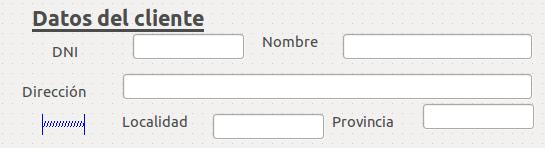 Datos del cliente
DNI Nombre
Dirección
Localidad Provincia